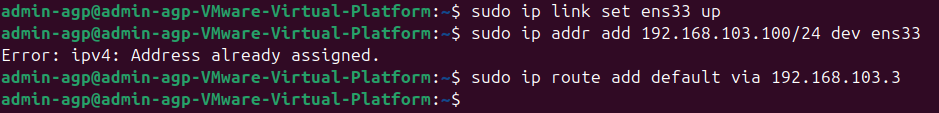 admin-agp@admin-agp-VMware-Virtual-Platform:~$ sudo ip link set ens33 up
admin-agp@admin-agp-VMware-Virtual-Platform:~$ sudo ip addr add 192.168.103.100/24 dev ens33
Error: ipv4: Address already assigned.
admin-agp@admin-agp-VMware-Virtual-Platform:~$ sudo ip route add default via 192.168.103.3
admin-agp@admin-agp-VMware-Virtual-Platform:~$